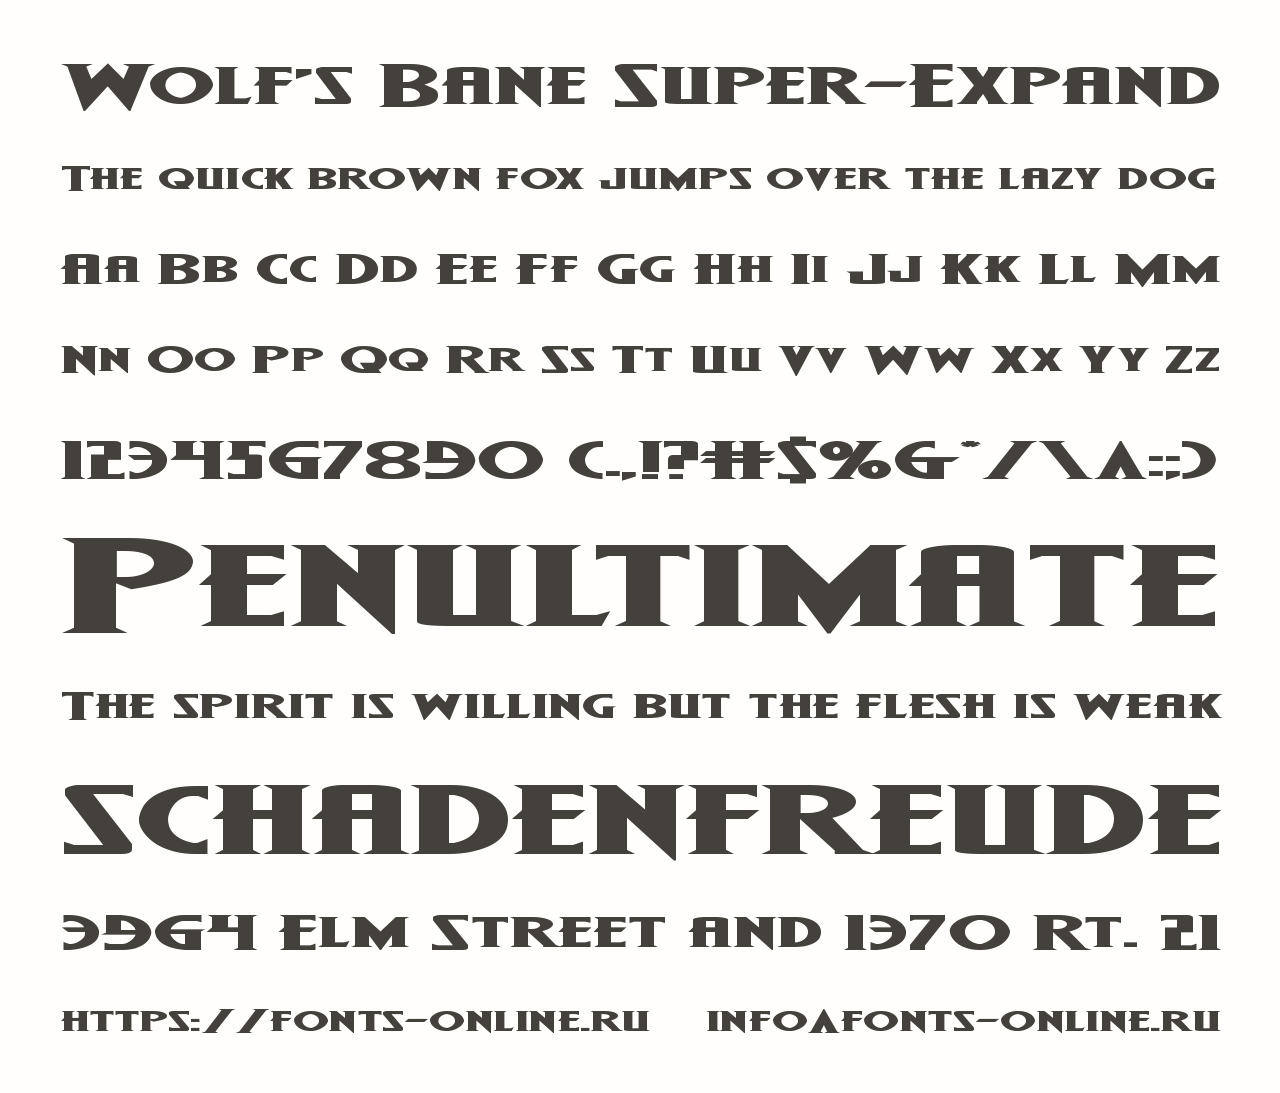 Wolf's Bane Super-Expand
The quick brown fox jumps over the lazy dog
Aa Bb Cc Dd Ee Ff Gg Hh Ii Jj Kk Ll Mm
Nn Oo Pp Qq Rr Ss Tt Uu Vv Ww Xx Yy Zz
1234567890 (.,!?#$%&*/\@:;)
Penultimate
The spirit is willing but the flesh is weak
schadenfreude
3964 Elm Street and 1370 Rt. 21
https://fonts-online.ru info@fonts-online.ru